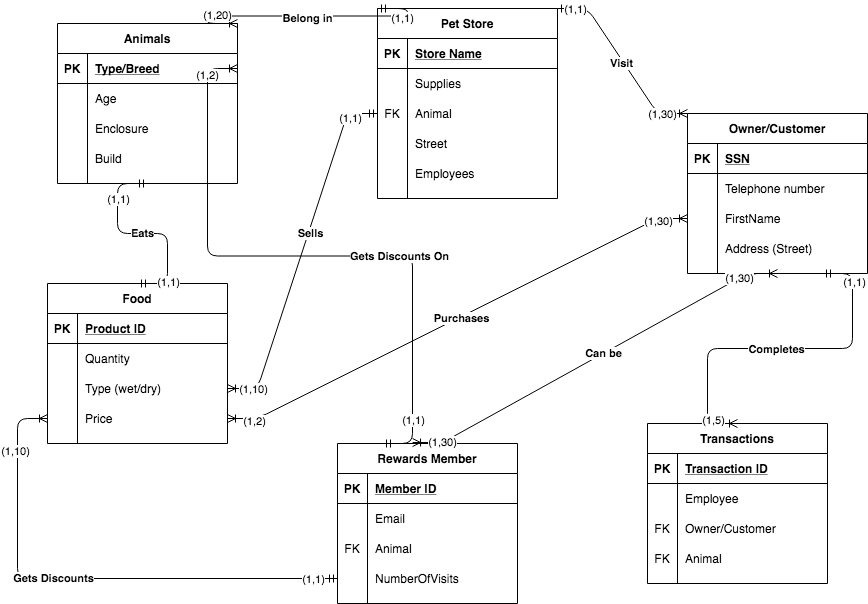 (1,20)
Belong in
(1,1)
Pet Store
PK Store Name
Supplies
FK Animal
Street
Employees
(1,1)
Visit
(1,30)
Animals
PK Type/Breed
(1,2)
Age
Enclosure
Build
(1,1)
Eats
(1,1)
(1,1)
Sells
(1,10)
Owner/Customer
PK SSN
Telephone number
FirstName
Address (Street)
(1,30)
Gets Discounts On
(1,30)
(1,1)
Food
PK Product ID
Quantity
Type (wet/dry)
Price
Purchases
(1,2)
Can be
Completes
(1,1)
(1,30)
(1,5)
(1,10)
Rewards Member
PK Member ID
Email
FK Animal
NumberOfVisits
Gets Discounts
(1,1)
Transactions
PK Transaction ID
Employee
FK Owner/Customer
FK Animal